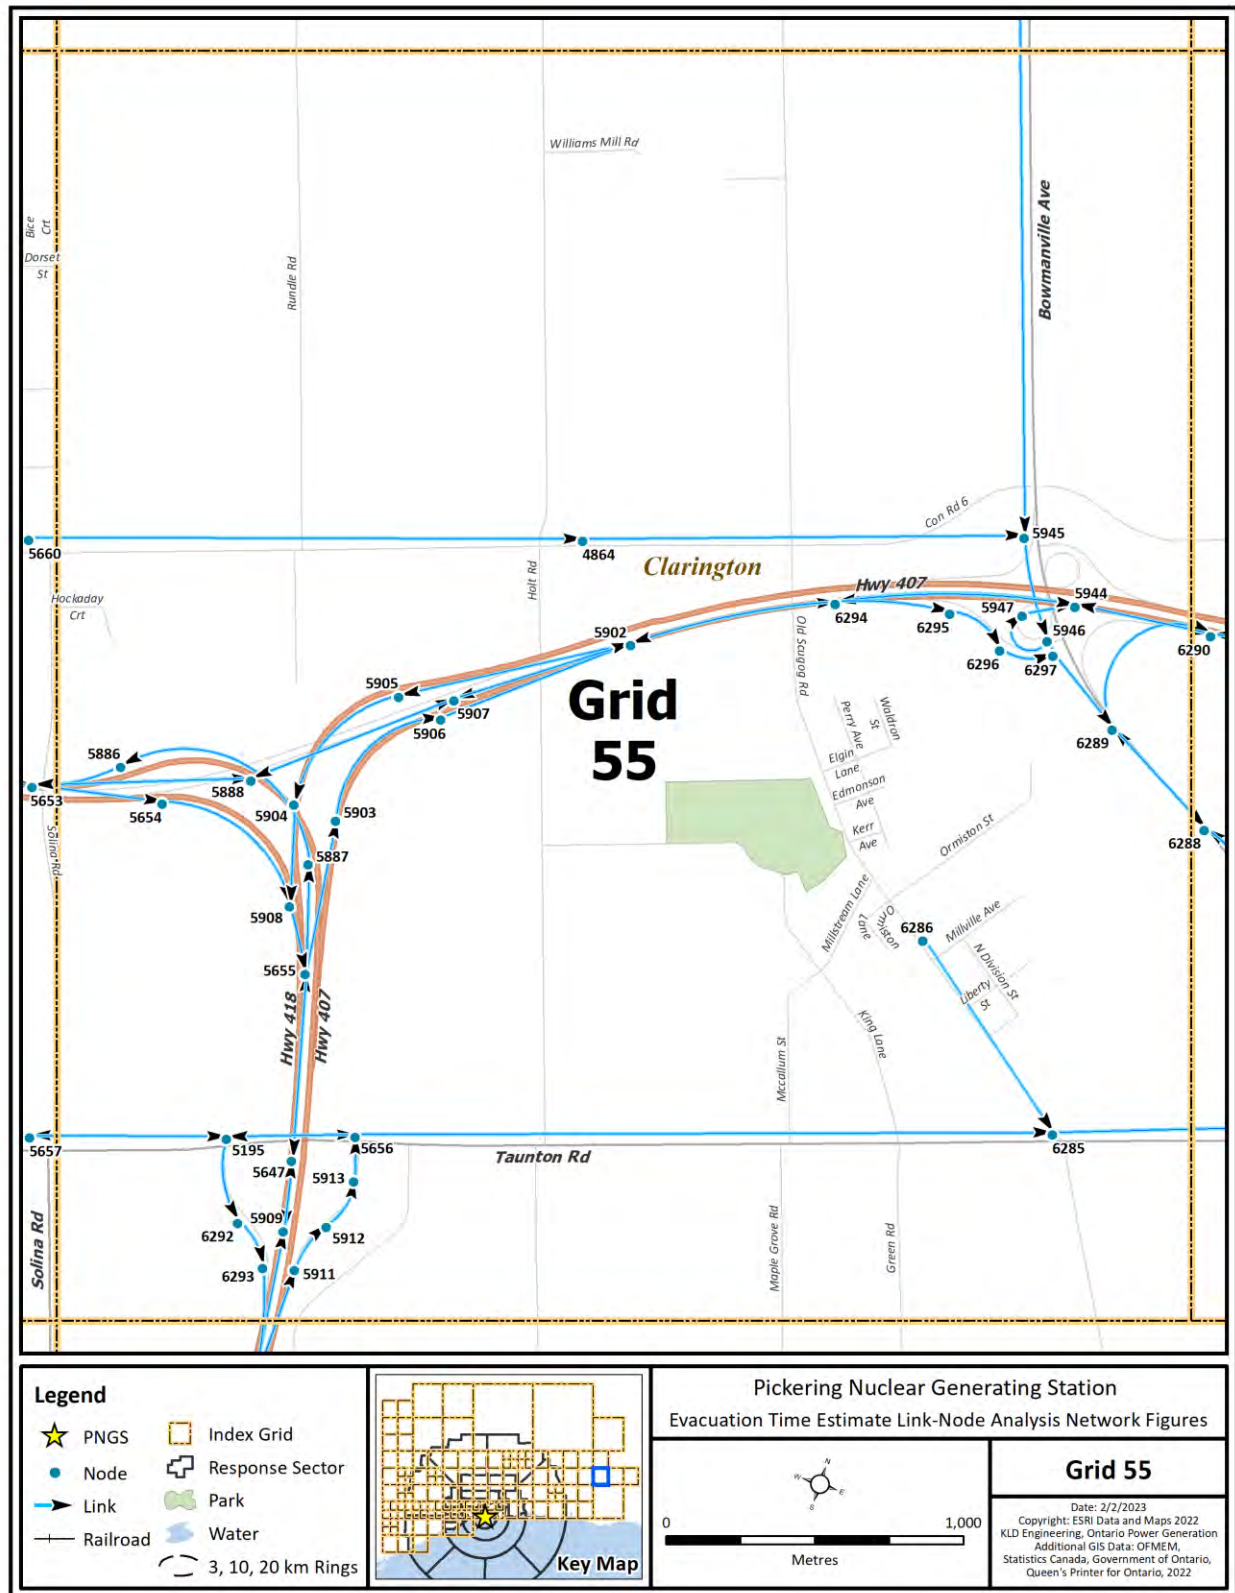 Williams Mill Rd
Bowmanville Ave
Bice
Crt
Dorset
St
Rundle Rd
Con Rd 6
5945
5660
4864
Clarington
Holt Rd
Hwy 407
Hockaday
Crt
5944
5947
6294
6295
5946
5902
6290
6296
6297
Old Scugog Rd
5905
Grid
55
5907
5906
Perry Ave
Waldron
St
6289
5886
Elgin
Lane
5888
5653
5654
5904
5903
Edmonson
Ave
Kerr
Ave
Solina Rd
Ormiston St
6288
5887
Millstream Lane
5908
Ormiston
Lane
6286
Millville Ave
N Division St
5655
Liberty
St
Hwy 418
Hwy 407
King Lane
Mccallum St
5657
5195
5656
6285
5647
Taunton Rd
5913
Solina Rd
6292
5909
5912
Maple Grove Rd
Green Rd
6293
5911
Legend
PNGS
Node
Link
Railroad
Index Grid
Response Sector
Park
Water
3, 10, 20 km Rings
Key Map
Pickering Nuclear Generating Station
Evacuation Time Estimate Link-Node Analysis Network Figures
N
W
E
S
0
1,000
Metres
Grid 55
Date: 2/2/2023
Copyright: ESRI Data and Maps 2022
KLD Engineering, Ontario Power Generation
Additional GIS Data: OFMEM,
Statistics Canada, Government of Ontario,
Queen's Printer for Ontario, 2022